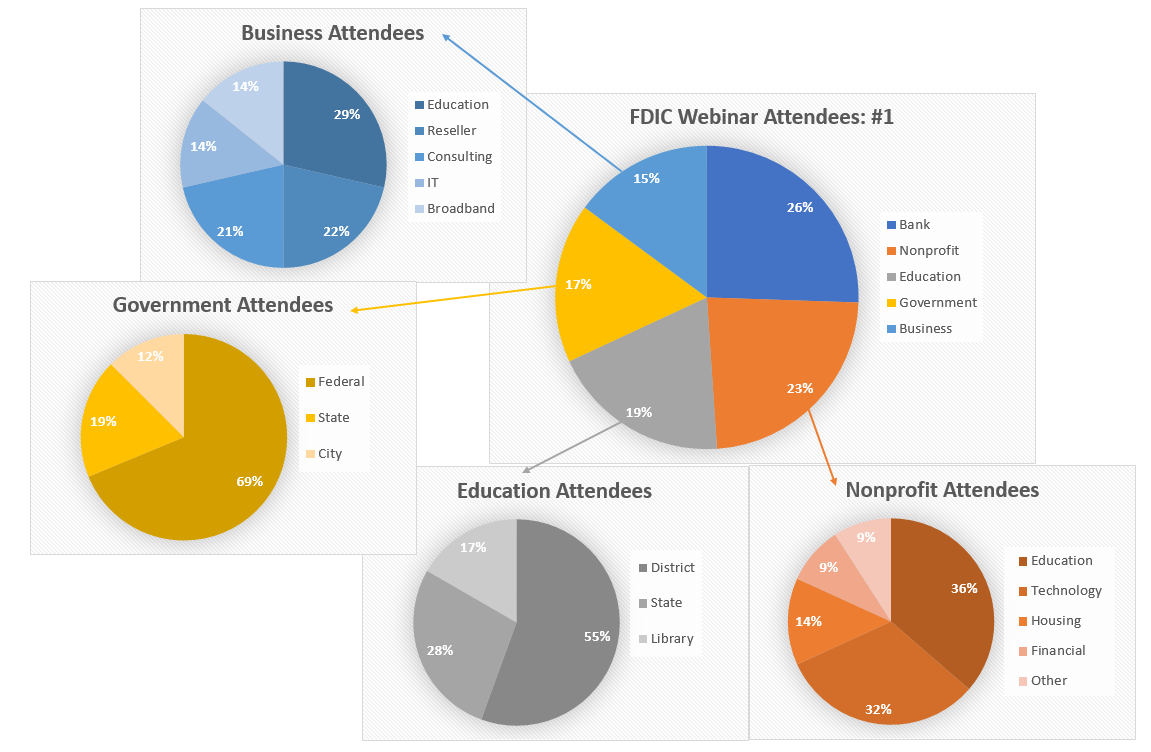 Business Attendees
14%
29%
14%
21%
22%
Education
Reseller
Consulting
IT
Broadband
FDIC Webinar Attendees: #1
15%
26%
17%
19%
23%
Bank
Nonprofit
Education
Government
Business
Government Attendees
12%
19%
69%
Federal
State
City
Education Attendees
17%
28%
55%
District
State
Library
Nonprofit Attendees
9%
9%
36%
14%
32%
Education
Technology
Housing
Financial
Other